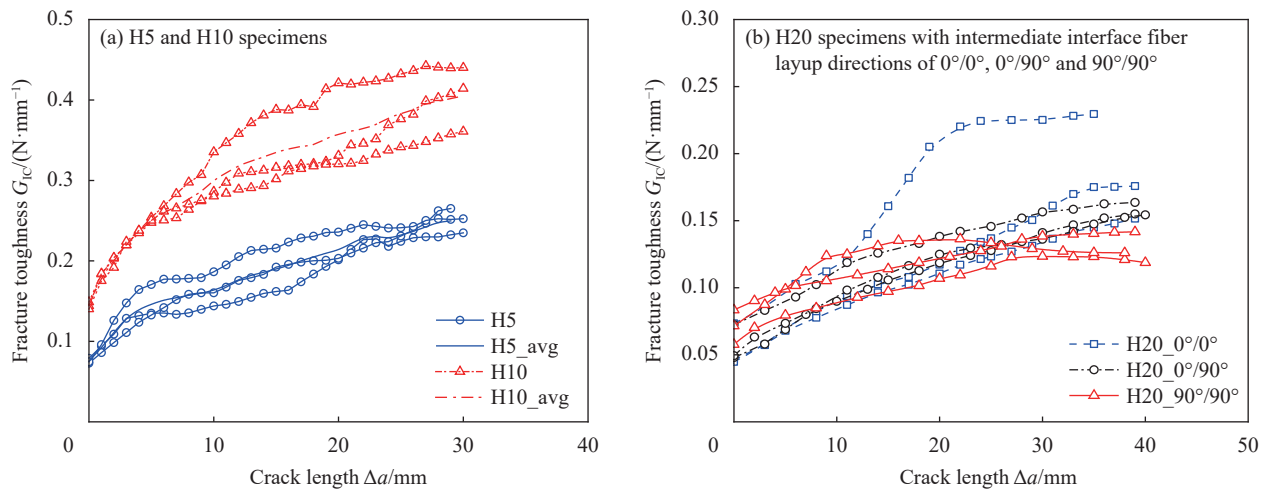 (a) H5 and H10 specimens
Fracture toughness G_IC/(N·mm⁻¹)
0.5
0.4
0.3
0.2
0.1
0
10
20
30
40
Crack length Δa/mm
H5
H5_avg
H10
H10_avg
(b) H20 specimens with intermediate interface fiber
layup directions of 0°/0°, 0°/90° and 90°/90°
Fracture toughness G_IC/(N·mm⁻¹)
0.30
0.25
0.20
0.15
0.10
0.05
0
10
20
30
40
50
Crack length Δa/mm
H20_0°/0°
H20_0°/90°
H20_90°/90°